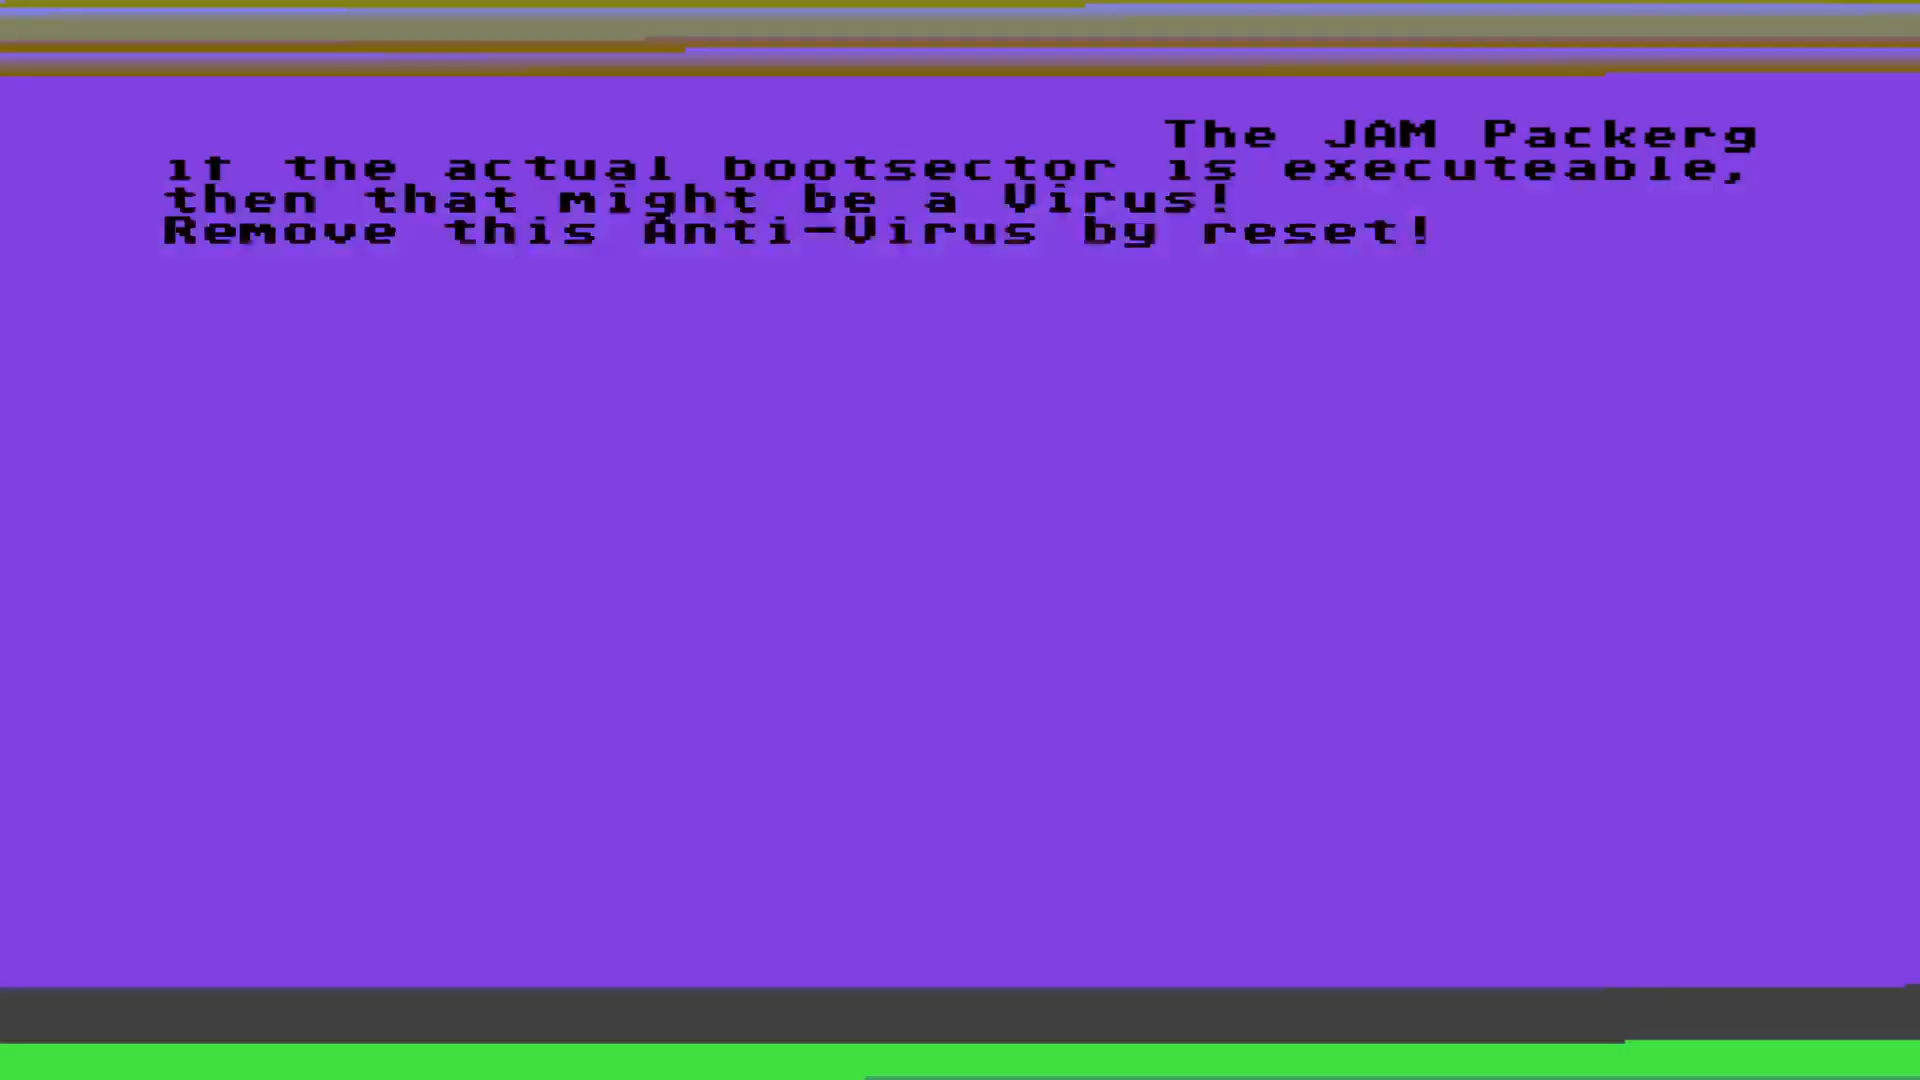 The JAM Packerg
if the actual bootsector is executeable,
then that might be a Virus!
Remove this Anti-Virus by reset!